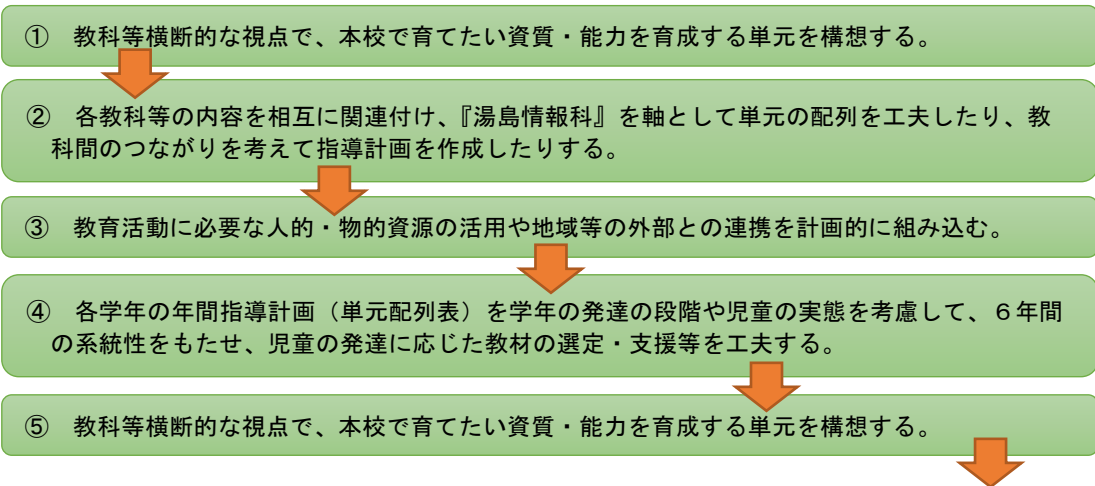 ① 教科等横断的な視点で、本校で育てたい資質・能力を育成する単元を構想する。
② 各教科等の内容を相互に関連付け、『湯島情報科』を軸として単元の配列を工夫したり、教
科間のつながりを考えて指導計画を作成したりする。
③ 教育活動に必要な人的・物的資源の活用や地域等の外部との連携を計画的に組み込む。
④ 各学年の年間指導計画（単元配列表）を学年の発達の段階や児童の実態を考慮して、６年間
の系統性をもたせ、児童の発達に応じた教材の選定・支援等を工夫する。
⑤ 教科等横断的な視点で、本校で育てたい資質・能力を育成する単元を構想する。